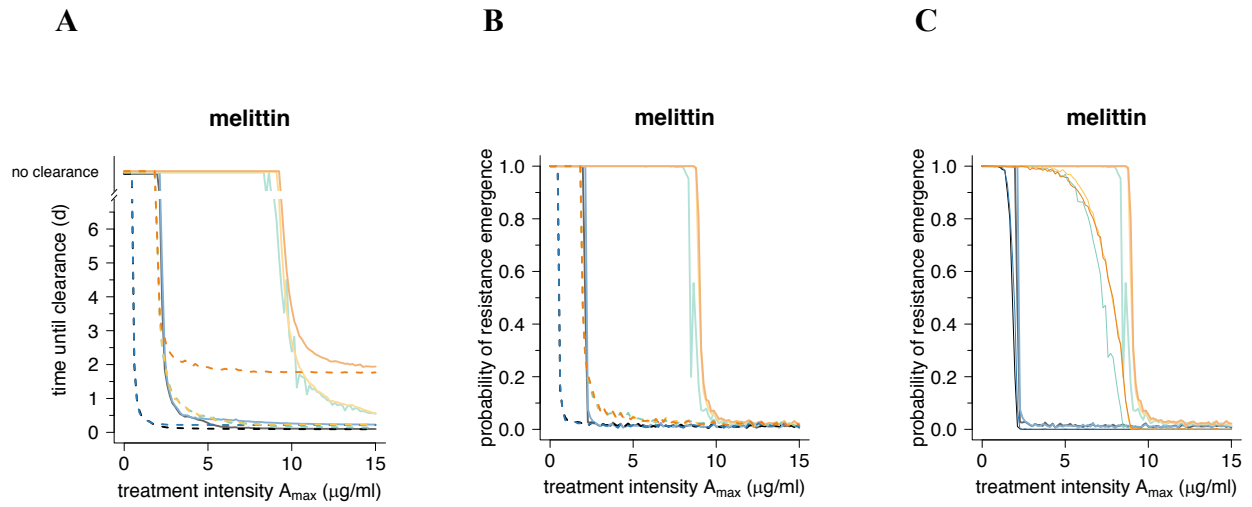 A
B
C
melittin
melittin
melittin
no clearance
6
5
4
3
2
1
0
time until clearance (d)
0 5 10 15
treatment intensity Amax (μg/ml)
1.0
0.8
0.6
0.4
0.2
0.0
probability of resistance emergence
0 5 10 15
treatment intensity Amax (μg/ml)
1.0
0.8
0.6
0.4
0.2
0.0
probability of resistance emergence
0 5 10 15
treatment intensity Amax (μg/ml)